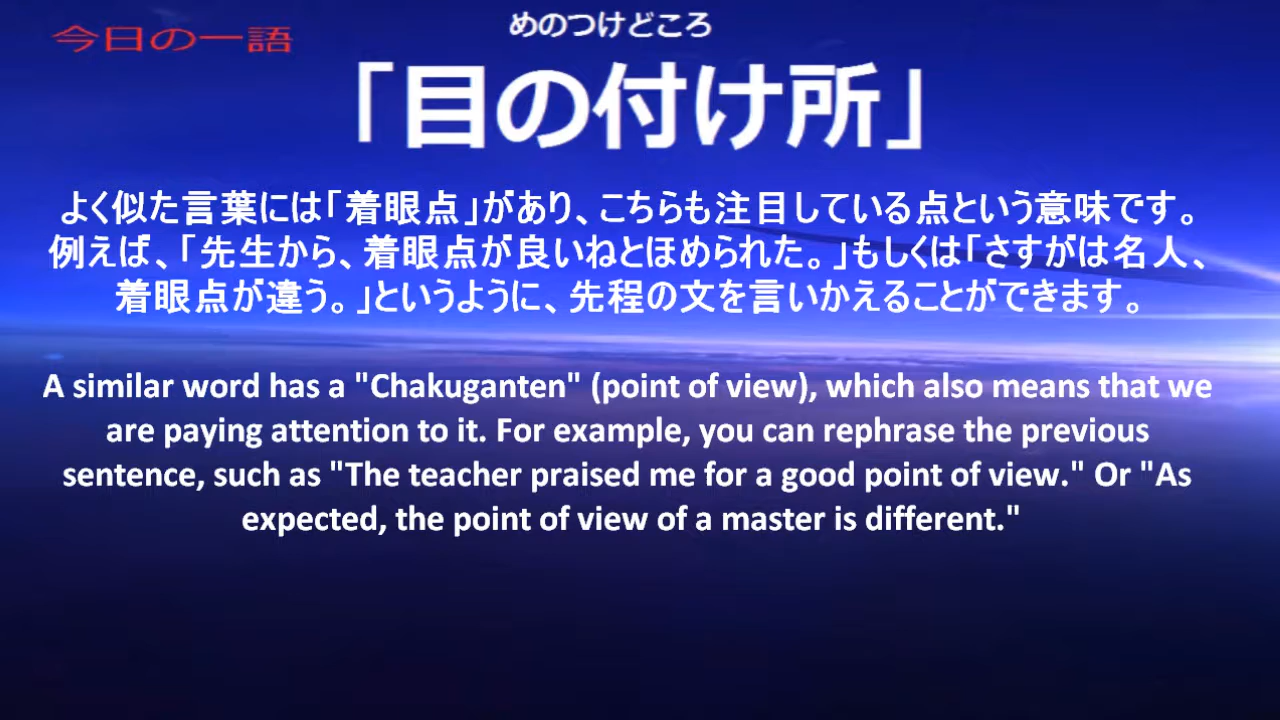 今日の一語
めのつけどころ
「目の付け所」
よく似た言葉には「着眼点」があり、こちらも注目している点という意味です。
例えば、「先生から、着眼点が良いねとほめられた。」もしくは「さすがは名人、
着眼点が違う。」というように、先程の文を言いかえることができます。
A similar word has a "Chakuganten" (point of view), which also means that we
are paying attention to it. For example, you can rephrase the previous
sentence, such as "The teacher praised me for a good point of view." Or "As
expected, the point of view of a master is different."